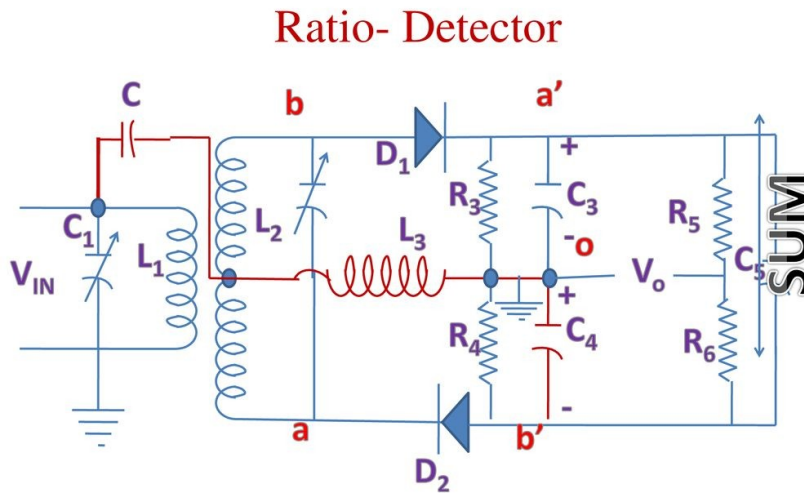 Ratio- Detector
C
b
a'
D1
+
R3
C3
C1
L1
L2
L3
-o
R5
SUM
VIN
Vo
C5
+
R4
C4
R6
a
-
b'
D2